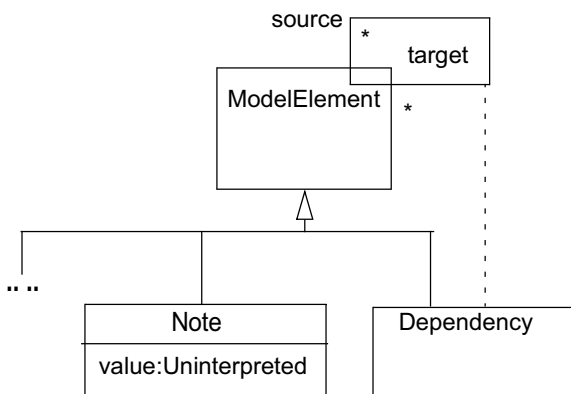 source
*
target
ModelElement
*
.. ..
Note
Dependency
value:Uninterpreted